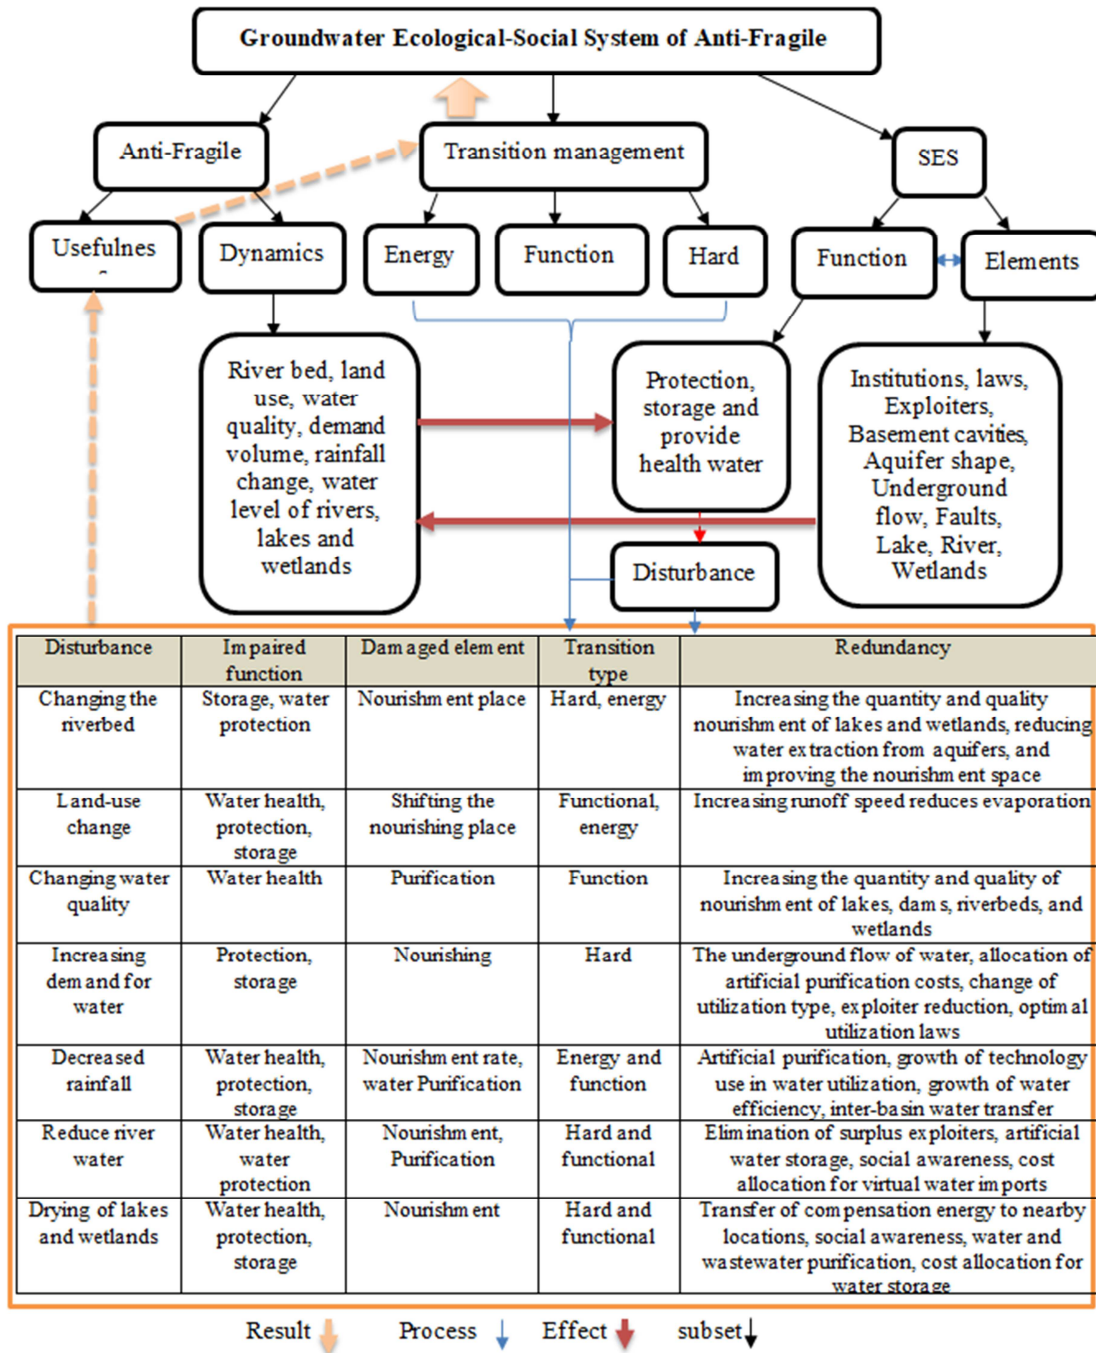 Groundwater Ecological-Social System of Anti-Fragile
Anti-Fragile
Transition management
SES
Usefulnes
s
Dynamics
Energy
Function
Hard
Function
Elements
River bed, land
use, water
quality, demand
volume, rainfall
change, water
level of rivers,
lakes and
wetlands
Protection,
storage and
provide
health water
Institutions, laws,
Exploiters,
Basement cavities,
Aquifer shape,
Underground
flow, Faults,
Lake, River,
Wetlands
Disturbance
Disturbance
Impaired
function
Damaged element
Transition
type
Redundancy
Changing the
riverbed
Storage, water
protection
Nourishment place
Hard, energy
Increasing the quantity and quality
nourishment of lakes and wetlands, reducing
water extraction from aquifers, and
improving the nourishment space
Land-use
change
Water health,
protection,
storage
Shifting the
nourishing place
Functional,
energy
Increasing runoff speed reduces evaporation
Changing water
quality
Water health
Purification
Function
Increasing the quantity and quality of
nourishment of lakes, dams, riverbeds, and
wetlands
Increasing
demand for
water
Protection,
storage
Nourishing
Hard
The underground flow of water, allocation of
artificial purification costs, change of
utilization type, exploiter reduction, optimal
utilization laws
Decreased
rainfall
Water health,
protection,
storage
Nourishment rate,
water Purification
Energy and
function
Artificial purification, growth of technology
use in water utilization, growth of water
efficiency, inter-basin water transfer
Reduce river
water
Water health,
water
protection
Nourishment,
Purification
Hard and
functional
Elimination of surplus exploiters, artificial
water storage, social awareness, cost
allocation for virtual water imports
Drying of lakes
and wetlands
Water health,
protection,
storage
Nourishment
Hard and
functional
Transfer of compensation energy to nearby
locations, social awareness, water and
wastewater purification, cost allocation for
water storage
Result
Process
Effect
subset